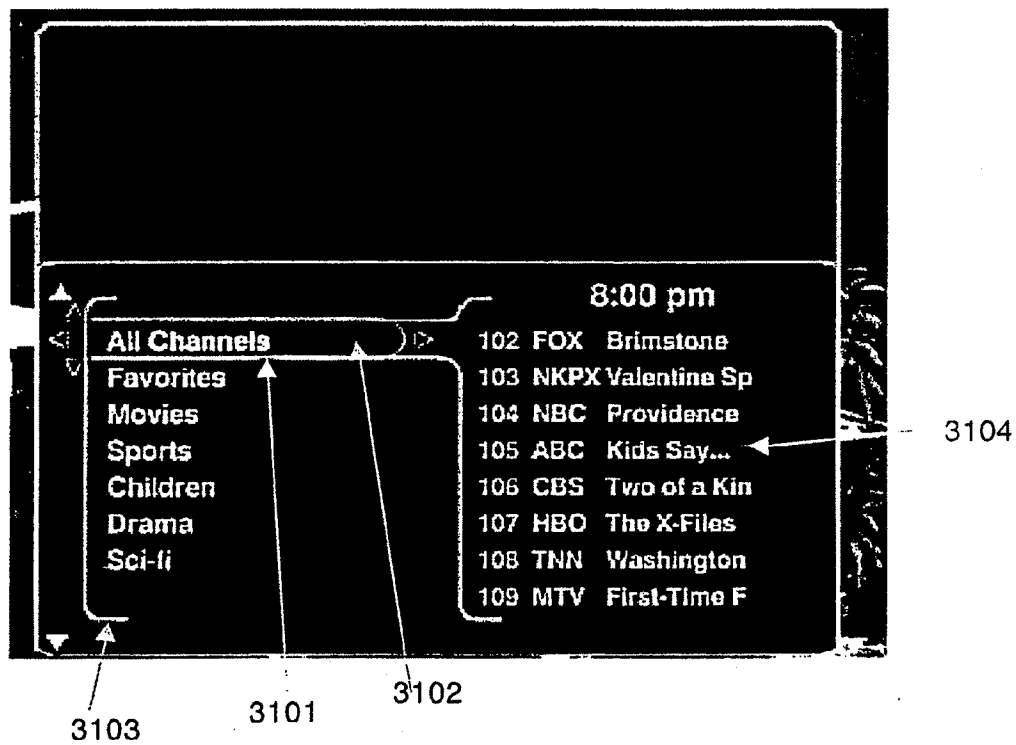 8:00 pm
All Channels
Favorites
Movies
Sports
Children
Drama
Sci-fi
102 FOX Brimstone
103 NKPX Valentine Sp
104 NBC Providence
105 ABC Kids Say...
106 CBS Two of a Kin
107 HBO The X-Files
108 TNN Washington
109 MTV First-Time F
3104
3102
3101
3103